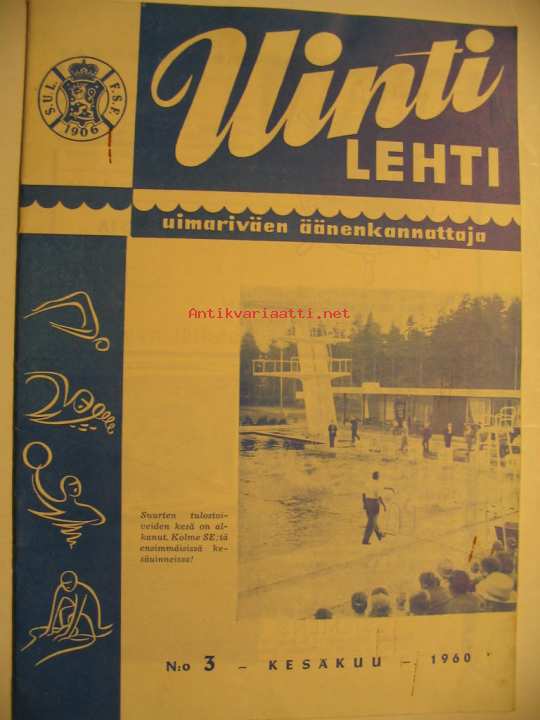 SUL F.S.F.
1906
Uinti
LEHTI
uimariväen äänenkannattaja
Antikvariaatti.net
Suurten tulostoi-
veiden kesä on al-
kanut. Kolme SE:tä
ensimmäisissä ke-
säuinneissa!
N:o 3 – KESÄKUU – 1960